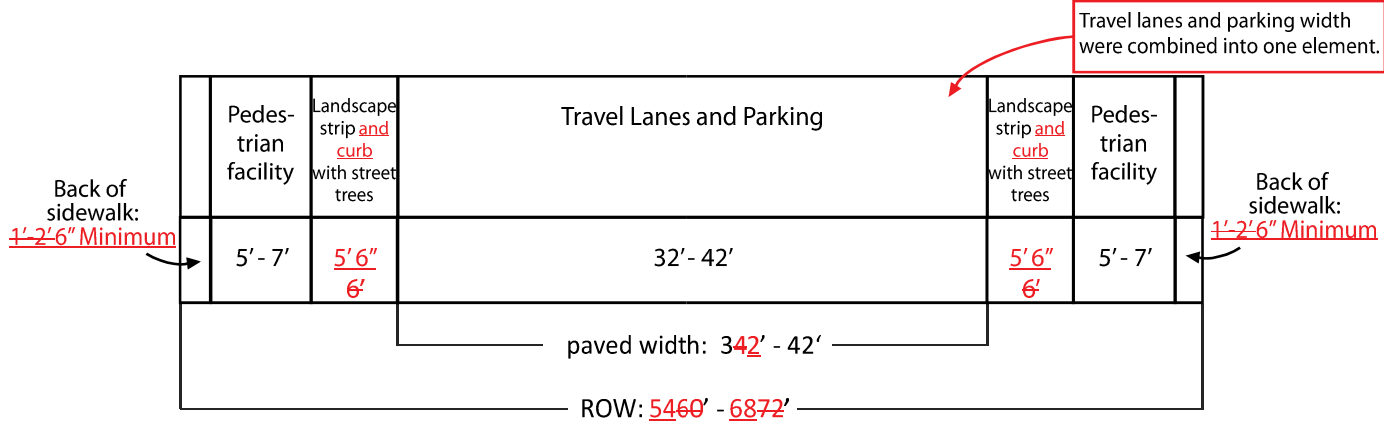 Travel lanes and parking width
were combined into one element.
Pedes-
trian
facility
Landscape
strip and
curb
with street
trees
Travel Lanes and Parking
Landscape
strip and
curb
with street
trees
Pedes-
trian
facility
Back of
sidewalk:
1’-2’ 6” Minimum
Back of
sidewalk:
1’-2’ 6” Minimum
5’ - 7’
5’ 6”
6’
32’- 42’
5’ 6”
6’
5’ - 7’
paved width: 342’ - 42‘
ROW: 5460’ - 6872’